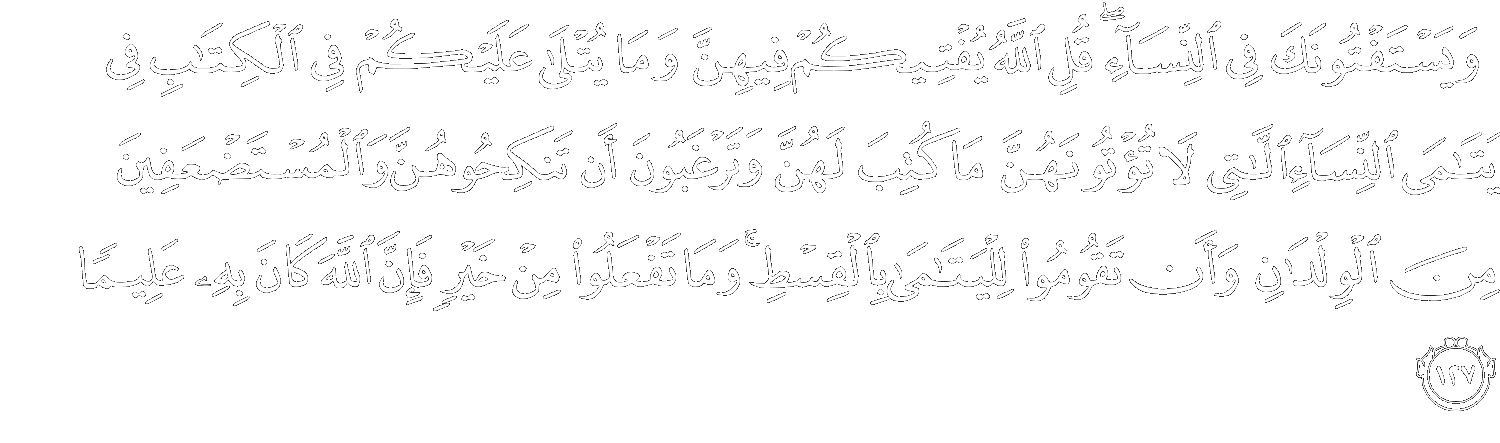 وَيَسْتَفْتُونَكَ فِى ٱلنِّسَآءِ ۖ قُلِ ٱللَّهُ يُفْتِيكُمْ فِيهِنَّ وَمَا يُتْلَىٰ عَلَيْكُمْ فِى ٱلْكِتَـٰبِ فِى
يَتَـٰمَى ٱلنِّسَآءِ ٱلَّـٰتِى لَا تُؤْتُونَهُنَّ مَا كُتِبَ لَهُنَّ وَتَرْغَبُونَ أَن تَنكِحُوهُنَّ وَٱلْمُسْتَضْعَفِينَ
مِنَ ٱلْوِلْدَٰنِ وَأَن تَقُومُوا۟ لِلْيَتَـٰمَىٰ بِٱلْقِسْطِ ۚ وَمَا تَفْعَلُوا۟ مِنْ خَيْرٍ فَإِنَّ ٱللَّهَ كَانَ بِهِۦ عَلِيمًا
١٢٧